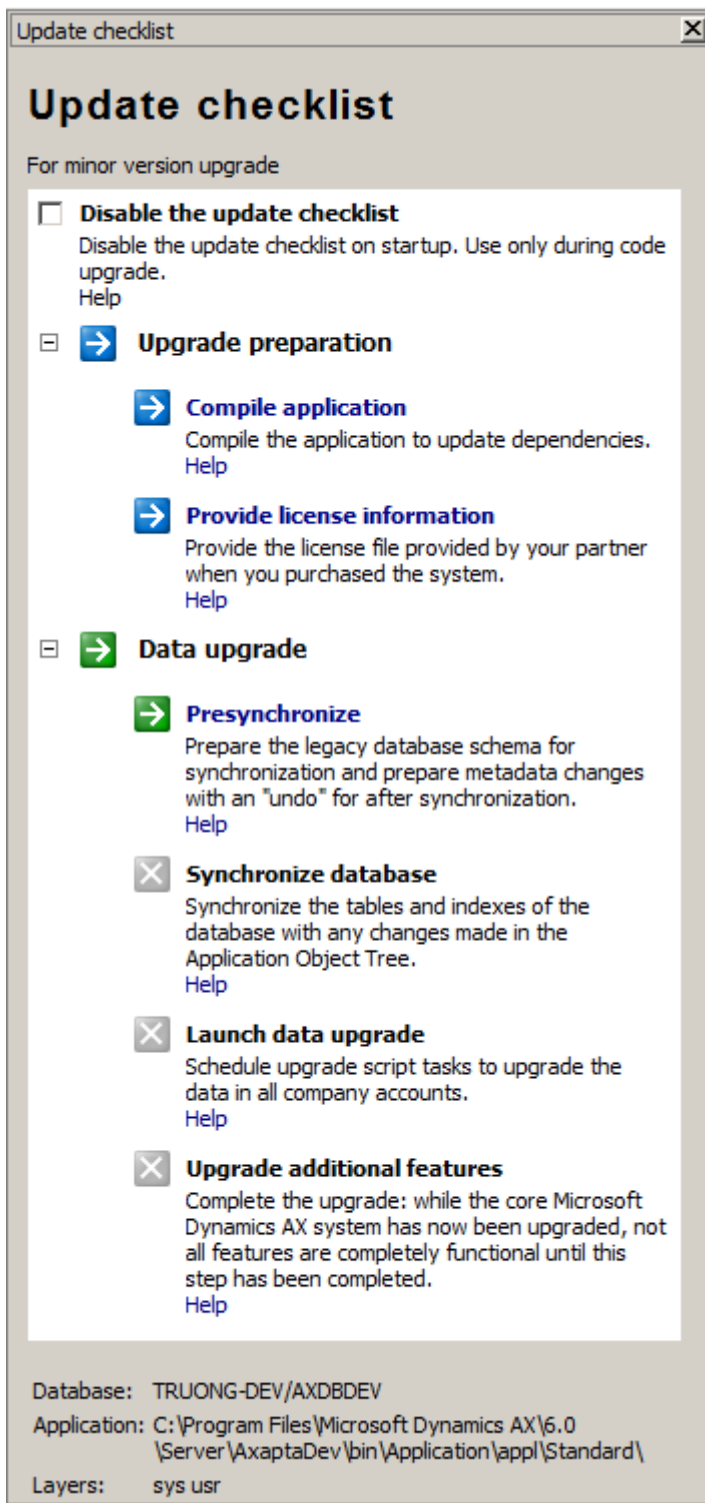 Update checklist
Update checklist
For minor version upgrade
Disable the update checklist
Disable the update checklist on startup. Use only during code
upgrade.
Help
Upgrade preparation
Compile application
Compile the application to update dependencies.
Help
Provide license information
Provide the license file provided by your partner
when you purchased the system.
Help
Data upgrade
Presynchronize
Prepare the legacy database schema for
synchronization and prepare metadata changes
with an "undo" for after synchronization.
Help
Synchronize database
Synchronize the tables and indexes of the
database with any changes made in the
Application Object Tree.
Help
Launch data upgrade
Schedule upgrade script tasks to upgrade the
data in all company accounts.
Help
Upgrade additional features
Complete the upgrade: while the core Microsoft
Dynamics AX system has now been upgraded, not
all features are completely functional until this
step has been completed.
Help
Database: TRUONG-DEV/AXDBDEV
Application: C:\Program Files\Microsoft Dynamics AX\6.0
\Server\AxaptaDev\bin\Application\appl\Standard\
Layers: sys usr